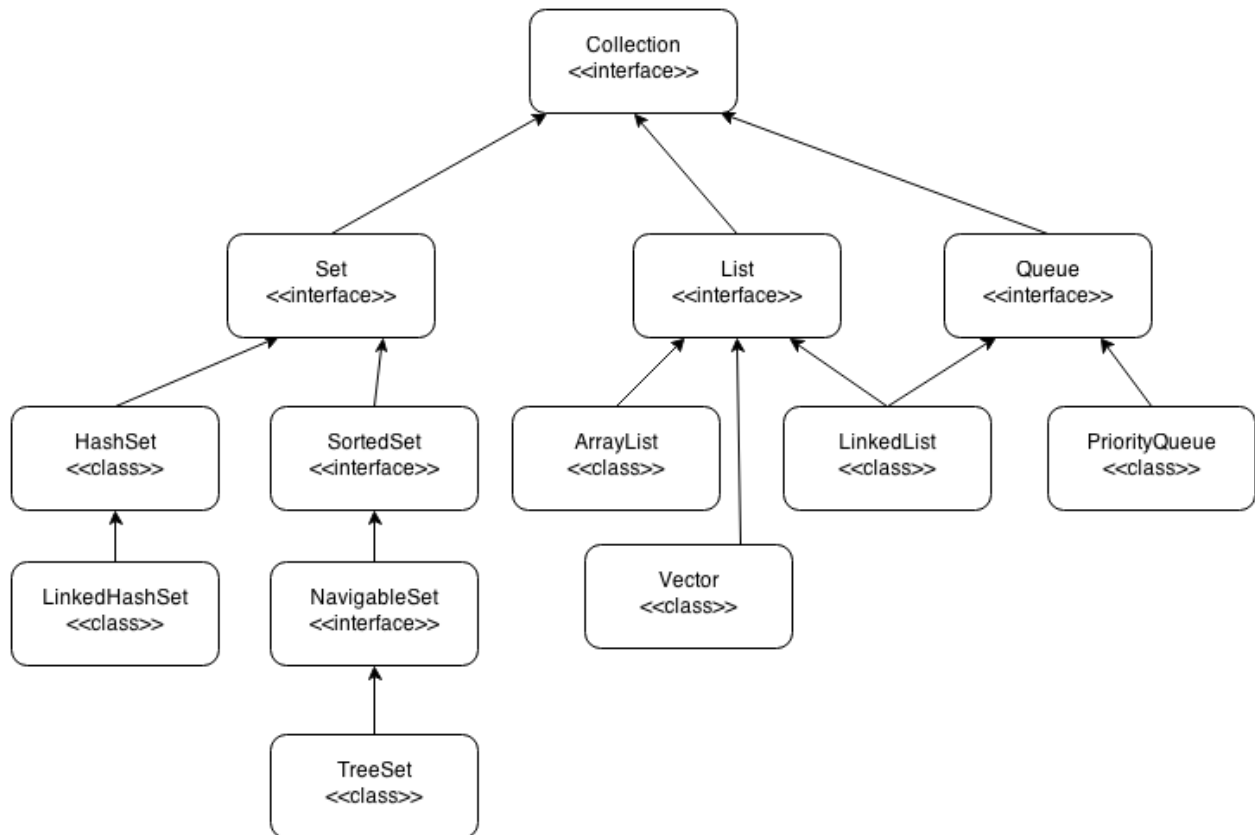 Collection
<<interface>>
Set
<<interface>>
List
<<interface>>
Queue
<<interface>>
HashSet
<<class>>
SortedSet
<<interface>>
ArrayList
<<class>>
LinkedList
<<class>>
PriorityQueue
<<class>>
LinkedHashSet
<<class>>
NavigableSet
<<interface>>
Vector
<<class>>
TreeSet
<<class>>